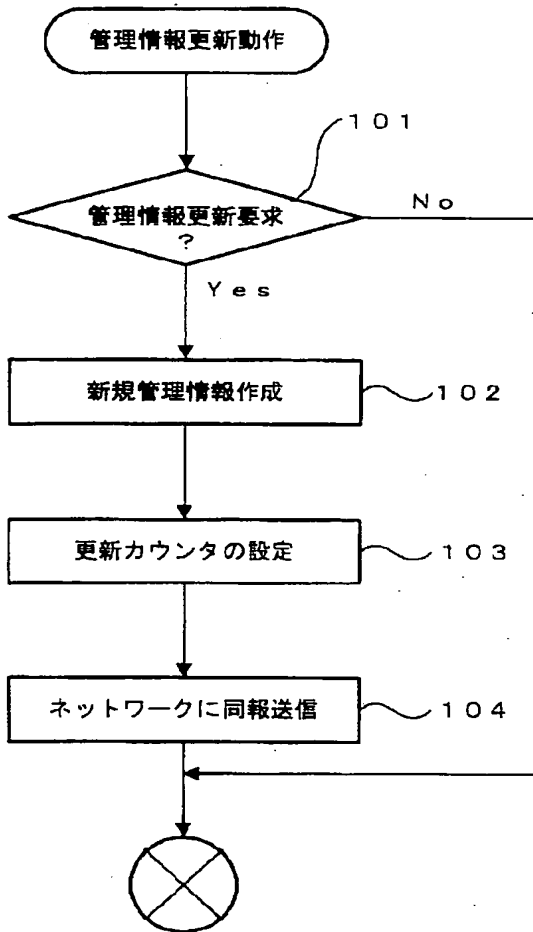 管理情報更新動作
101
管理情報更新要求
?
No
Yes
新規管理情報作成
102
更新カウンタの設定
103
ネットワークに同報送信
104